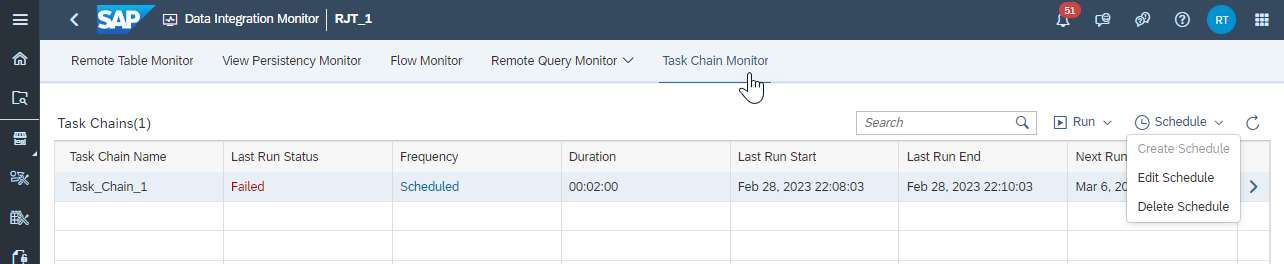 SAP Data Integration Monitor RJT_1 51 RT
Remote Table Monitor View Persistency Monitor Flow Monitor Remote Query Monitor Task Chain Monitor
Task Chains(1) Search Run Schedule
Task Chain Name Last Run Status Frequency Duration Last Run Start Last Run End Next Run
Create Schedule
Task_Chain_1 Failed Scheduled 00:02:00 Feb 28, 2023 22:08:03 Feb 28, 2023 22:10:03 Mar 6, 20
Edit Schedule
Delete Schedule